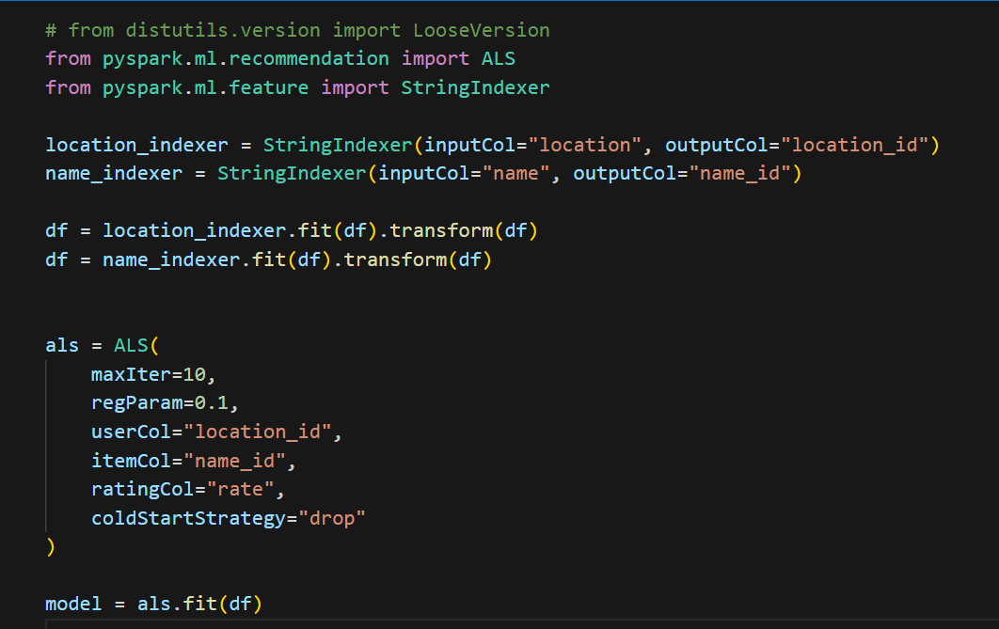 # from distutils.version import LooseVersion
from pyspark.ml.recommendation import ALS
from pyspark.ml.feature import StringIndexer
location_indexer = StringIndexer(inputCol="location", outputCol="location_id")
name_indexer = StringIndexer(inputCol="name", outputCol="name_id")
df = location_indexer.fit(df).transform(df)
df = name_indexer.fit(df).transform(df)
als = ALS(
    maxIter=10,
    regParam=0.1,
    userCol="location_id",
    itemCol="name_id",
    ratingCol="rate",
    coldStartStrategy="drop"
)
model = als.fit(df)